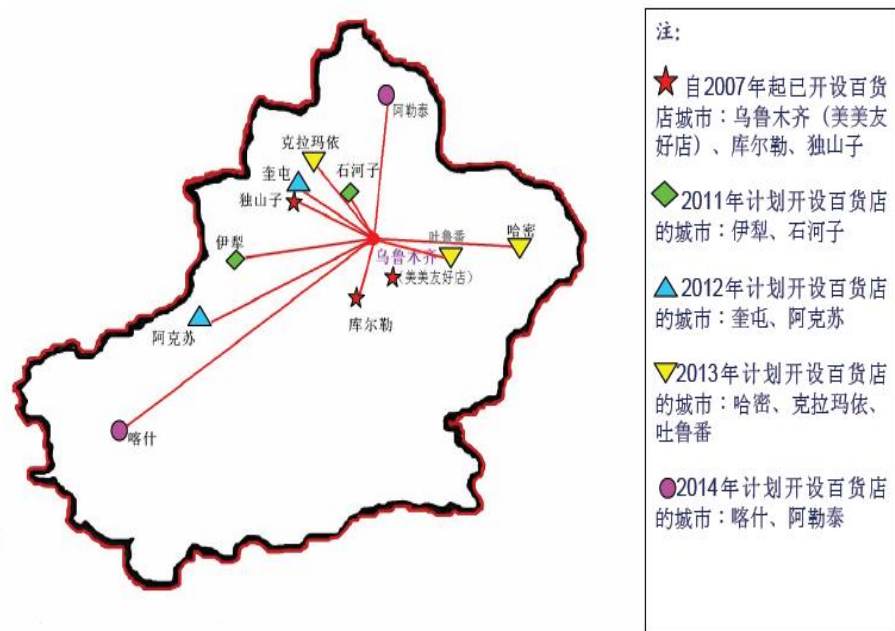 阿勒泰
克拉玛依
奎屯
石河子
独山子
伊犁
吐鲁番
哈密
乌鲁木齐
（美美友好店）
库尔勒
阿克苏
喀什
注:
自2007年起已开设百货
店城市：乌鲁木齐（美美友
好店）、库尔勒、独山子
2011年计划开设百货店
的城市：伊犁、石河子
2012年计划开设百货店
的城市：奎屯、阿克苏
2013年计划开设百货店
的城市：哈密、克拉玛依、
吐鲁番
2014年计划开设百货店
的城市：喀什、阿勒泰